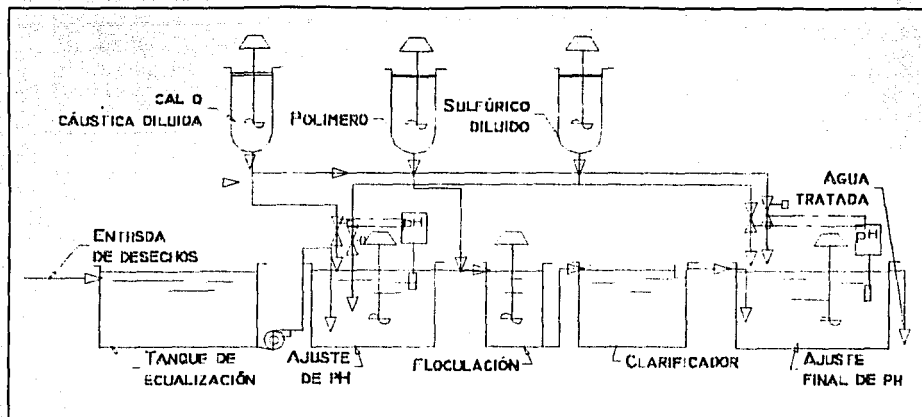 CAL O
CÁUSTICA DILUIDA
POLIMERO
SULFÚRICO
DILUIDO
AGUA
TRATADA
ENTRSDA
DE DESECHOS
pH
pH
TANQUE DE
ECUALIZACIÓN
AJUSTE
DE PH
FLOCULACIÓN
CLARIFICADOR
AJUSTE
FINAL DE PH